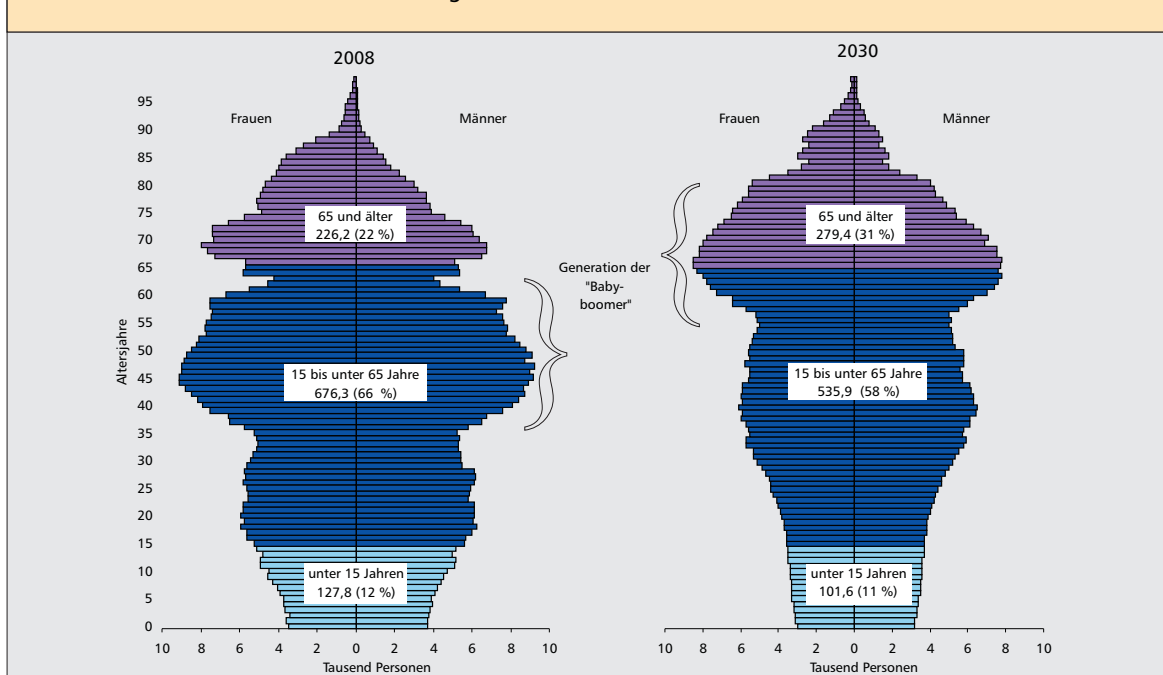 2008
Frauen
Männer
Altersjahre
95
90
85
80
75
70
65
60
55
50
45
40
35
30
25
20
15
10
5
0
65 und älter
226,2 (22 %)
15 bis unter 65 Jahre
676,3 (66 %)
unter 15 Jahren
127,8 (12 %)
10 8 6 4 2 0 2 4 6 8 10
Tausend Personen
Generation der
"Baby-
boomer"
2030
Frauen
Männer
65 und älter
279,4 (31 %)
15 bis unter 65 Jahre
535,9 (58 %)
unter 15 Jahren
101,6 (11 %)
10 8 6 4 2 0 2 4 6 8 10
Tausend Personen